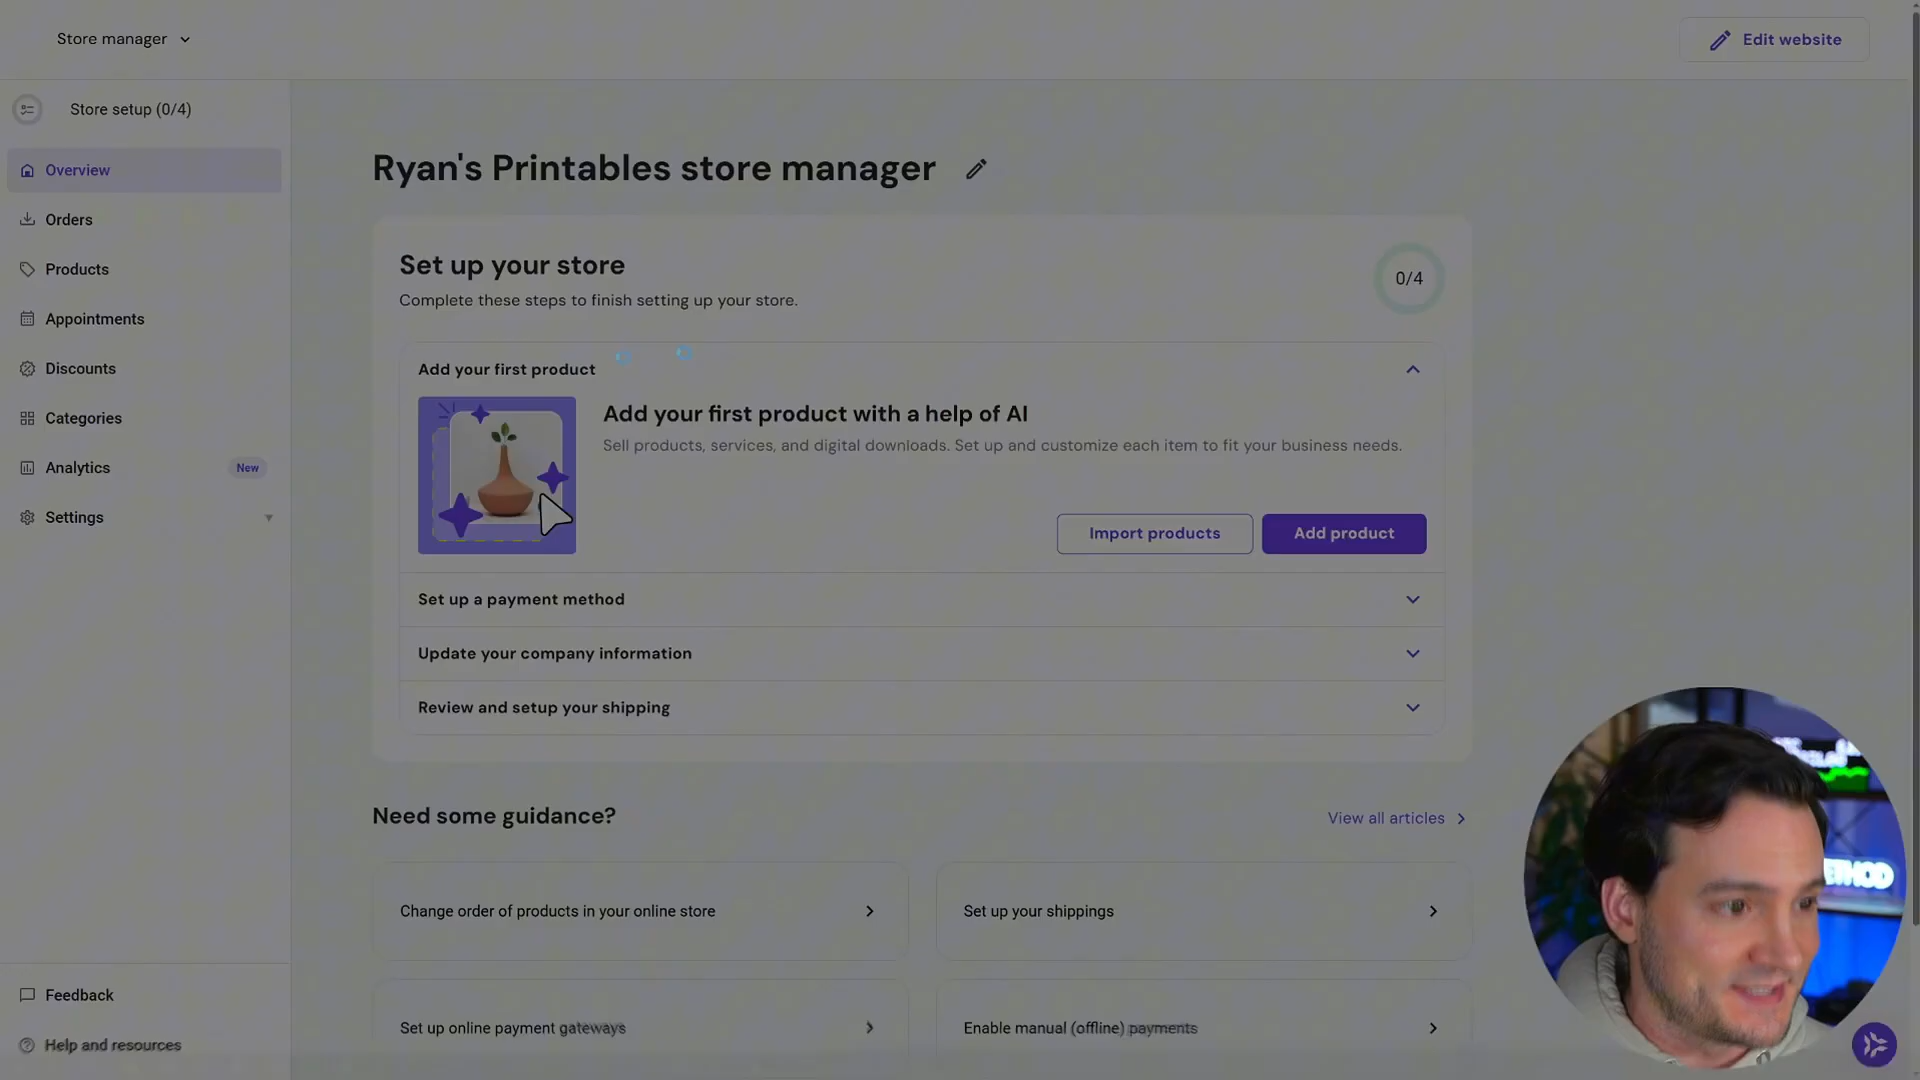 Store manager
Edit website
Store setup (0/4)
Overview
Orders
Products
Appointments
Discounts
Categories
Analytics
New
Settings
Feedback
Help and resources
Ryan's Printables store manager
Set up your store
Complete these steps to finish setting up your store.
0/4
Add your first product
Add your first product with a help of AI
Sell products, services, and digital downloads. Set up and customize each item to fit your business needs.
Import products
Add product
Set up a payment method
Update your company information
Review and setup your shipping
Need some guidance?
View all articles
Change order of products in your online store
Set up your shippings
Set up online payment gateways
Enable manual (offline) payments